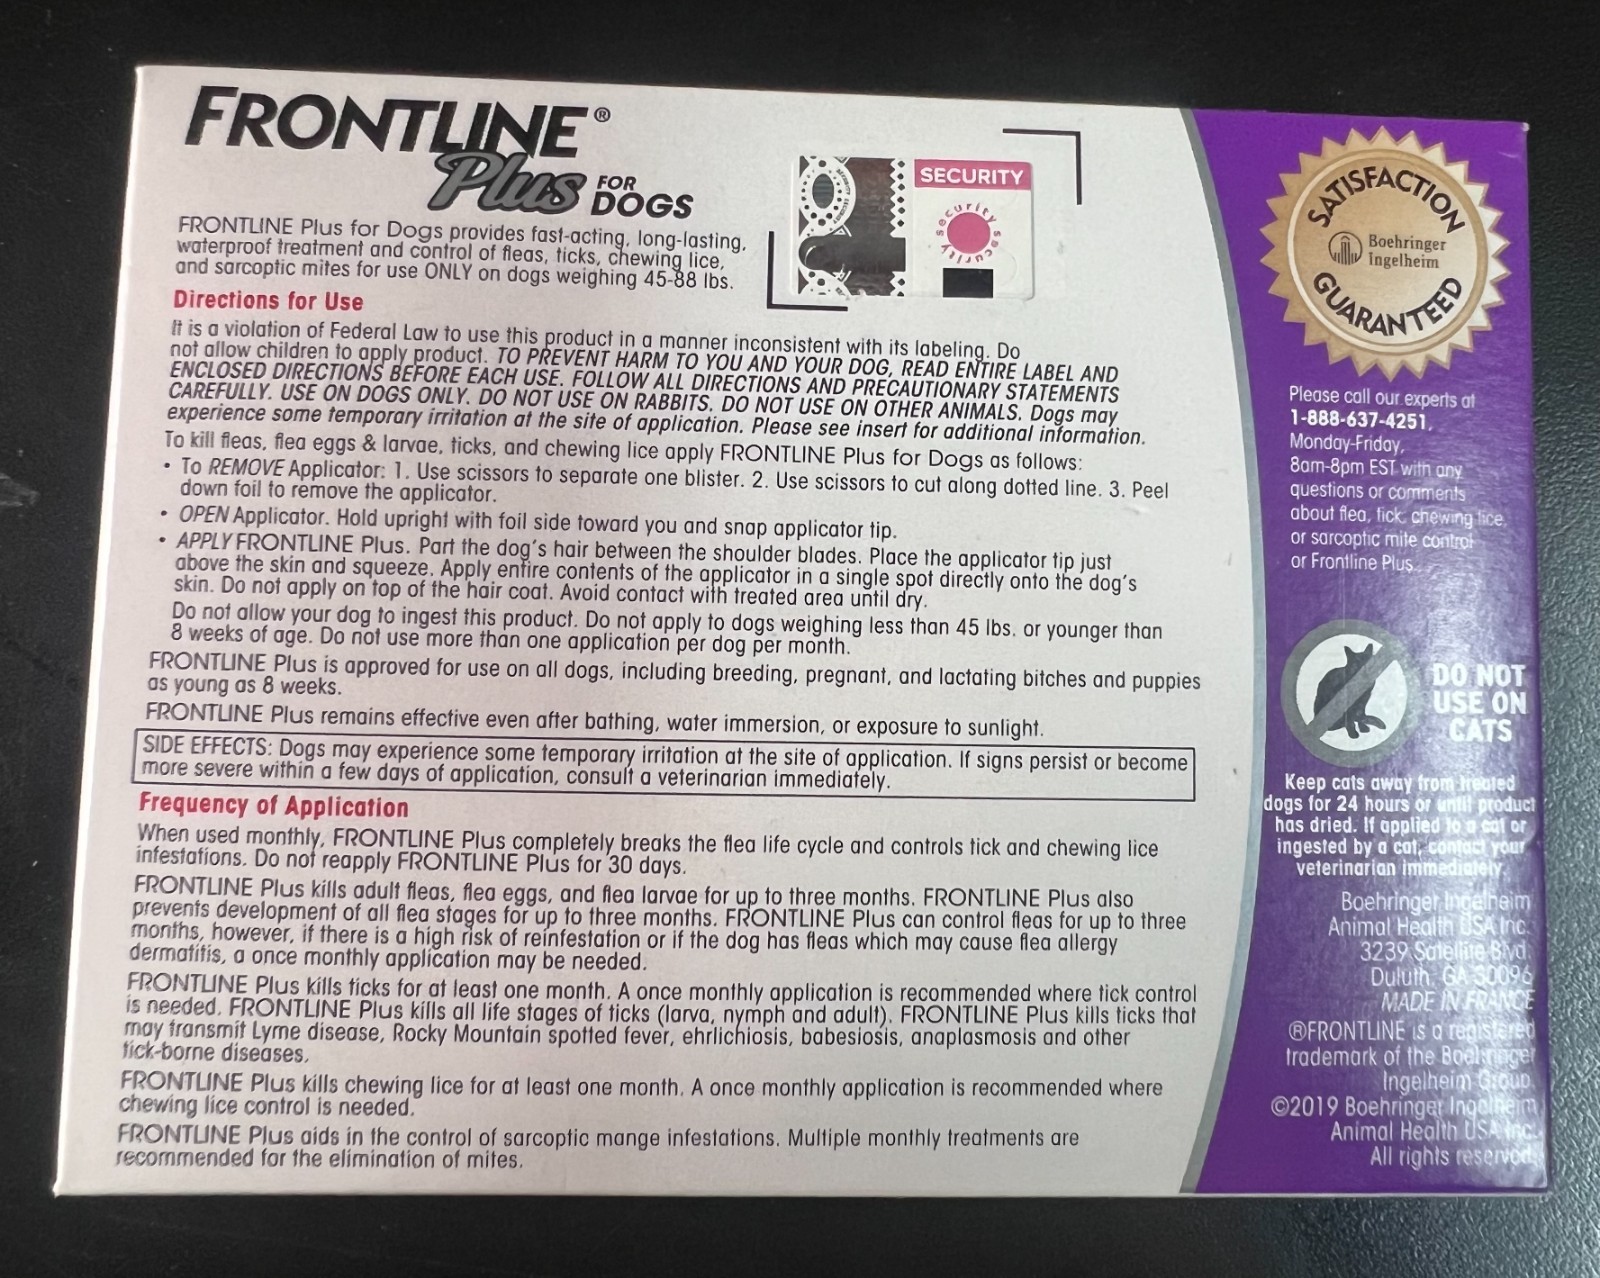 FRONTLINE®
Plus FOR
DOGS
FRONTLINE Plus for Dogs provides fast-acting, long-lasting,
waterproof treatment and control of fleas, ticks, chewing lice,
and sarcoptic mites for use ONLY on dogs weighing 45-88 lbs.
SECURITY
security security
Directions for Use
It is a violation of Federal Law to use this product in a manner inconsistent with its labeling. Do
not allow children to apply product. TO PREVENT HARM TO YOU AND YOUR DOG, READ ENTIRE LABEL AND
ENCLOSED DIRECTIONS BEFORE EACH USE. FOLLOW ALL DIRECTIONS AND PRECAUTIONARY STATEMENTS
CAREFULLY. USE ON DOGS ONLY. DO NOT USE ON RABBITS. DO NOT USE ON OTHER ANIMALS. Dogs may
experience some temporary irritation at the site of application. Please see insert for additional information.
To kill fleas, flea eggs & larvae, ticks, and chewing lice apply FRONTLINE Plus for Dogs as follows:
• To REMOVE Applicator: 1. Use scissors to separate one blister. 2. Use scissors to cut along dotted line. 3. Peel
down foil to remove the applicator.
• OPEN Applicator. Hold upright with foil side toward you and snap applicator tip.
• APPLY FRONTLINE Plus. Part the dog's hair between the shoulder blades. Place the applicator tip just
above the skin and squeeze. Apply entire contents of the applicator in a single spot directly onto the dog's
skin. Do not apply on top of the hair coat. Avoid contact with treated area until dry.
Do not allow your dog to ingest this product. Do not apply to dogs weighing less than 45 lbs. or younger than
8 weeks of age. Do not use more than one application per dog per month.
FRONTLINE Plus is approved for use on all dogs, including breeding, pregnant, and lactating bitches and puppies
as young as 8 weeks.
FRONTLINE Plus remains effective even after bathing, water immersion, or exposure to sunlight.
SIDE EFFECTS: Dogs may experience some temporary irritation at the site of application. If signs persist or become
more severe within a few days of application, consult a veterinarian immediately.
Frequency of Application
When used monthly, FRONTLINE Plus completely breaks the flea life cycle and controls tick and chewing lice
infestations. Do not reapply FRONTLINE Plus for 30 days.
FRONTLINE Plus kills adult fleas, flea eggs, and flea larvae for up to three months. FRONTLINE Plus also
prevents development of all flea stages for up to three months. FRONTLINE Plus can control fleas for up to three
months, however, if there is a high risk of reinfestation or if the dog has fleas which may cause flea allergy
dermatitis, a once monthly application may be needed.
FRONTLINE Plus kills ticks for at least one month. A once monthly application is recommended where tick control
is needed. FRONTLINE Plus kills all life stages of ticks (larva, nymph and adult). FRONTLINE Plus kills ticks that
may transmit Lyme disease, Rocky Mountain spotted fever, ehrlichiosis, babesiosis, anaplasmosis and other
tick-borne diseases.
FRONTLINE Plus kills chewing lice for at least one month. A once monthly application is recommended where
chewing lice control is needed.
FRONTLINE Plus aids in the control of sarcoptic mange infestations. Multiple monthly treatments are
recommended for the elimination of mites.
SATISFACTION
Boehringer
Ingelheim
GUARANTEED
Please call our experts at
1-888-637-4251,
Monday-Friday,
8am-8pm EST with any
questions or comments
about flea, tick, chewing lice,
or sarcoptic mite control
or Frontline Plus.
DO NOT
USE ON
CATS
Keep cats away from treated
dogs for 24 hours or until product
has dried. If applied to a cat or
ingested by a cat, contact your
veterinarian immediately.
Boehringer Ingelheim
Animal Health USA Inc.
3239 Satellite Blvd.
Duluth, GA 30096
MADE IN FRANCE
®FRONTLINE is a registered
trademark of the Boehringer
Ingelheim Group.
©2019 Boehringer Ingelheim
Animal Health USA Inc.
All rights reserved.